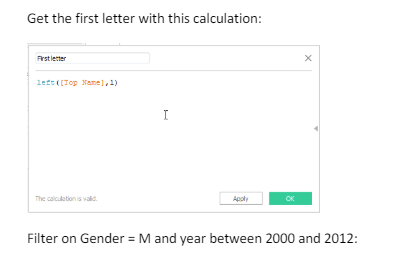 Get the first letter with this calculation:
First letter
left([Top Name],1)
The calculation is valid.
Apply
OK
Filter on Gender = M and year between 2000 and 2012: